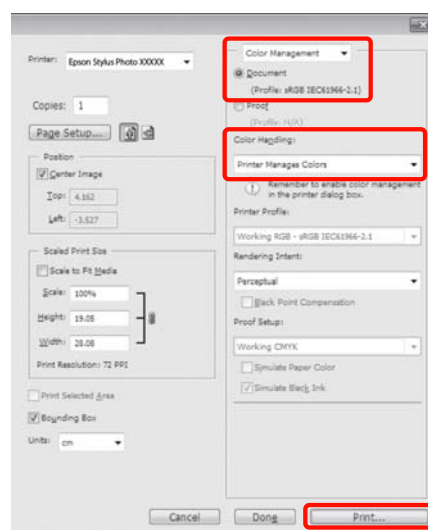 Printer: Epson Stylus Photo XXXXX
Copies: 1
Page Setup...
Position
Center Image
Top: 4.162
Left: -3.527
Scaled Print Size
Scale to Fit Media
Scale: 100%
Height: 19.05
Width: 28.06
Print Resolution: 72 PPI
Print Selected Area
Bounding Box
Units: cm
Color Management
Document
(Profile: sRGB IEC61966-2.1)
Proof
(Profile: N/A)
Color Handling:
Printer Manages Colors
Remember to enable color management
in the printer dialog box.
Printer Profile:
Working RGB - sRGB IEC61966-2.1
Rendering Intent:
Perceptual
Black Point Compensation
Proof Setup:
Working CMYK
Simulate Paper Color
Simulate Black Ink
Cancel
Done
Print...